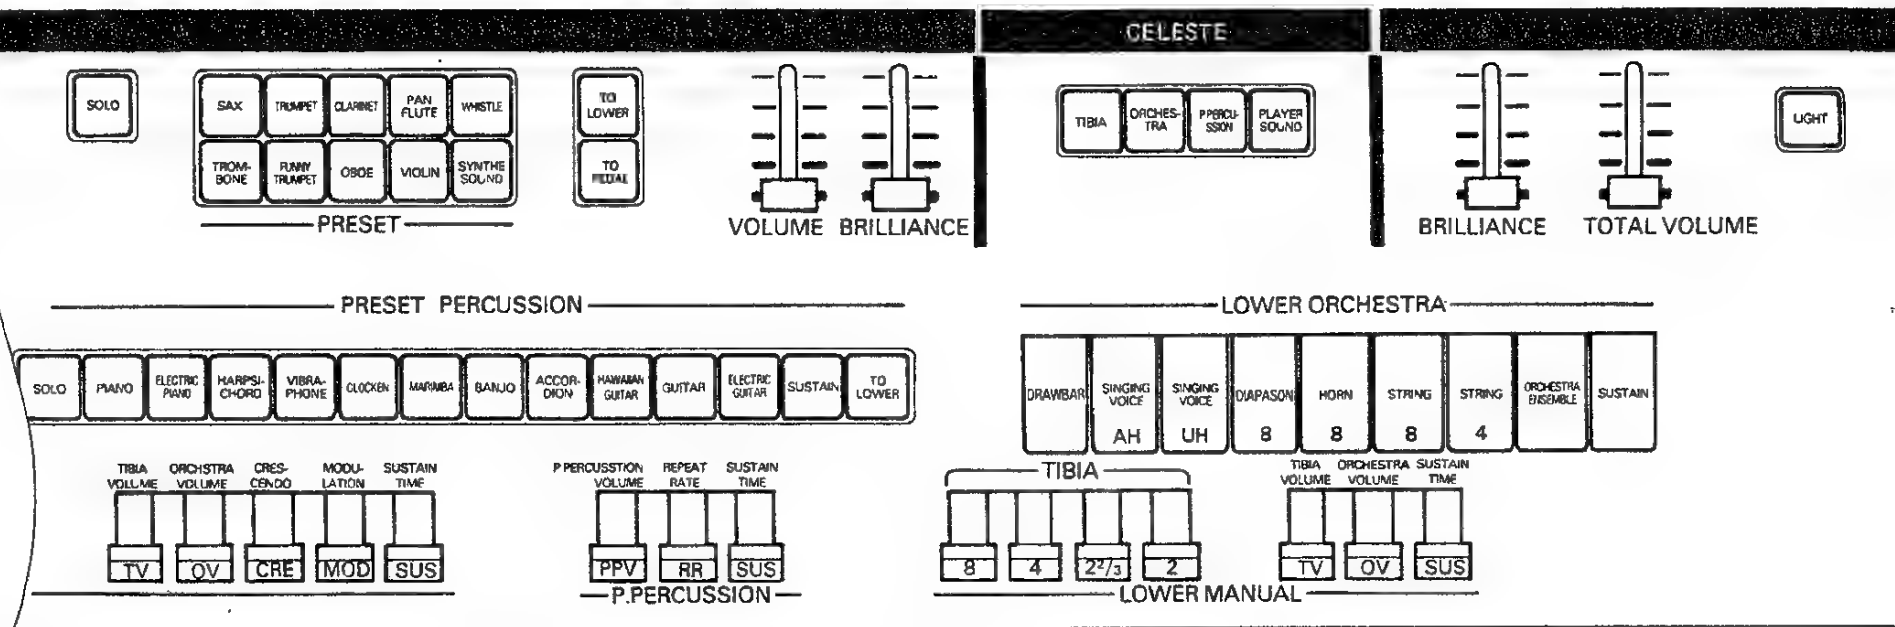 CELESTE
SOLO
SAX TRUMPET CLARINET PAN FLUTE WHISTLE
TROM-BONE FUNNY TRUMPET OBOE VIOLIN SYNTHE SOUND
PRESET
TO LOWER
TO PEDAL
VOLUME BRILLIANCE
TIBIA ORCHES-TRA P.PERCU-SSION PLAYER SOUND
BRILLIANCE TOTAL VOLUME
LIGHT
PRESET PERCUSSION
SOLO PIANO ELECTRIC PIANO HARPSI-CHORD VIBRA-PHONE CLOCKEN MARIMBA BANJO ACCOR-DION HAWAIIAN GUITAR GUITAR ELECTRIC GUITAR SUSTAIN TO LOWER
LOWER ORCHESTRA
DRAWBAR SINGING VOICE AH SINGING VOICE UH DIAPASON 8 HORN 8 STRING 8 STRING 4 ORCHESTRA ENSEMBLE SUSTAIN
TIBIA VOLUME ORCHSTRA VOLUME CRES-CENDO MODU-LATION SUSTAIN TIME
TV OV CRE MOD SUS
P PERCUSSTION VOLUME REPEAT RATE SUSTAIN TIME
PPV RR SUS
P.PERCUSSION
TIBIA
8 4 2²/₃ 2
TIBIA VOLUME ORCHESTRA VOLUME SUSTAIN TIME
TV OV SUS
LOWER MANUAL